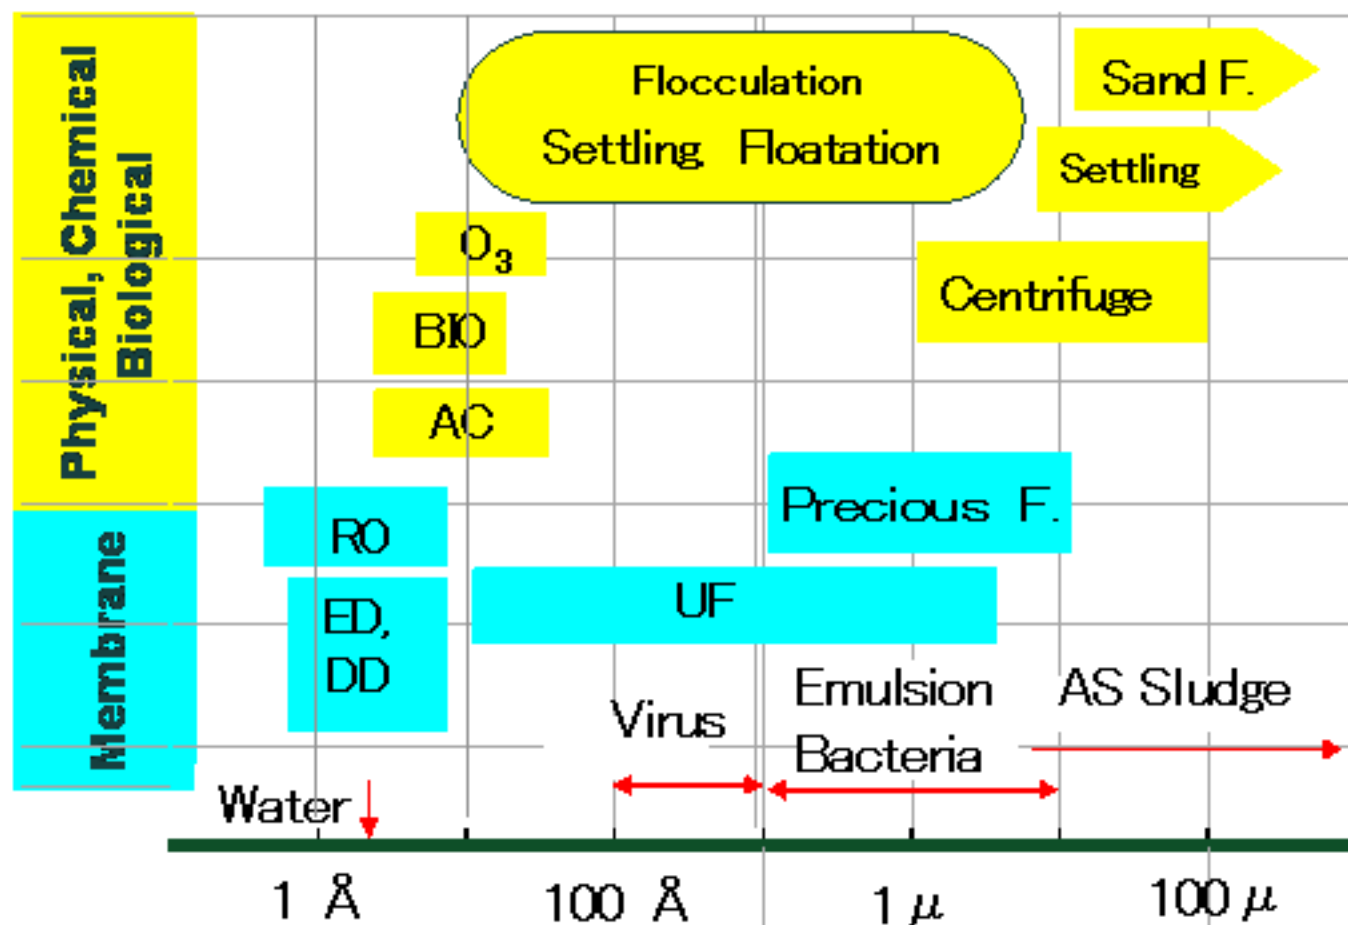 Physical, Chemical
Biological
Flocculation
Settling Floatation
Sand F.
Settling
O₃
Centrifuge
BIO
AC
Membrane
RO
Precious F.
ED,
DD
UF
Virus
Emulsion
Bacteria
AS Sludge
Water
1 Å
100 Å
1 μ
100 μ